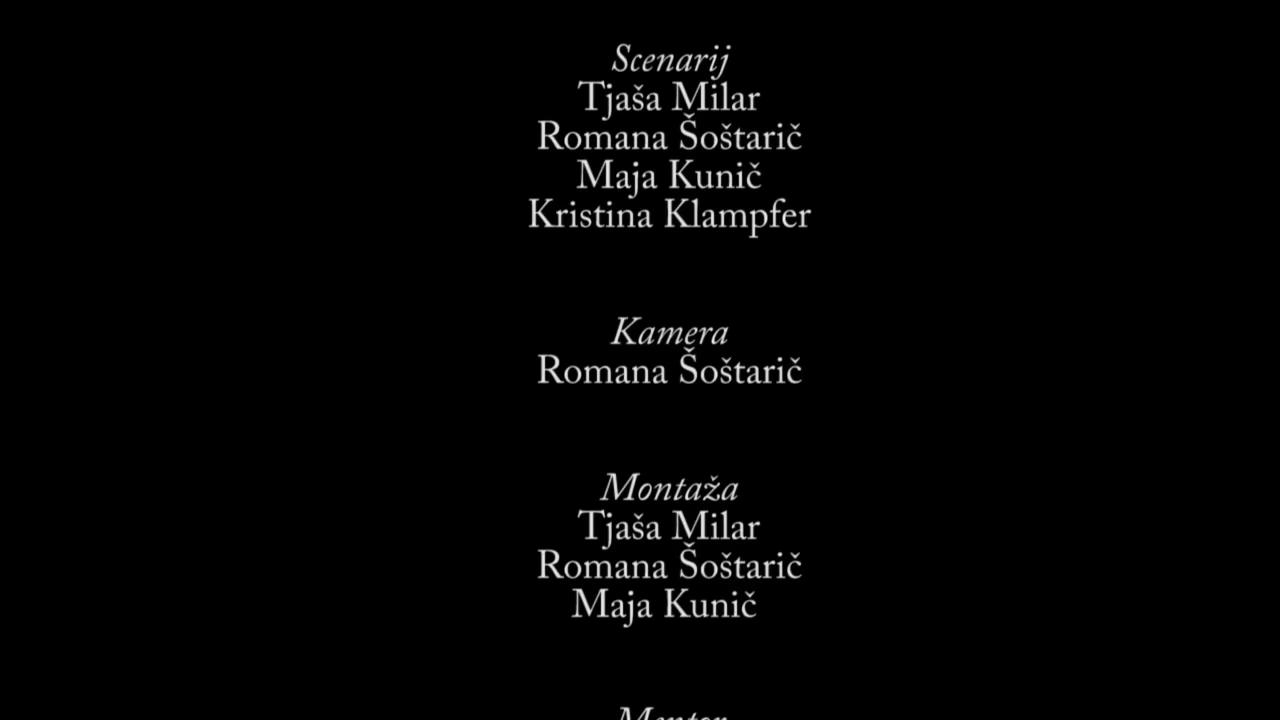 Scenarij
Tjaša Milar
Romana Šoštarič
Maja Kunič
Kristina Klampfer
Kamera
Romana Šoštarič
Montaža
Tjaša Milar
Romana Šoštarič
Maja Kunič
Mentor